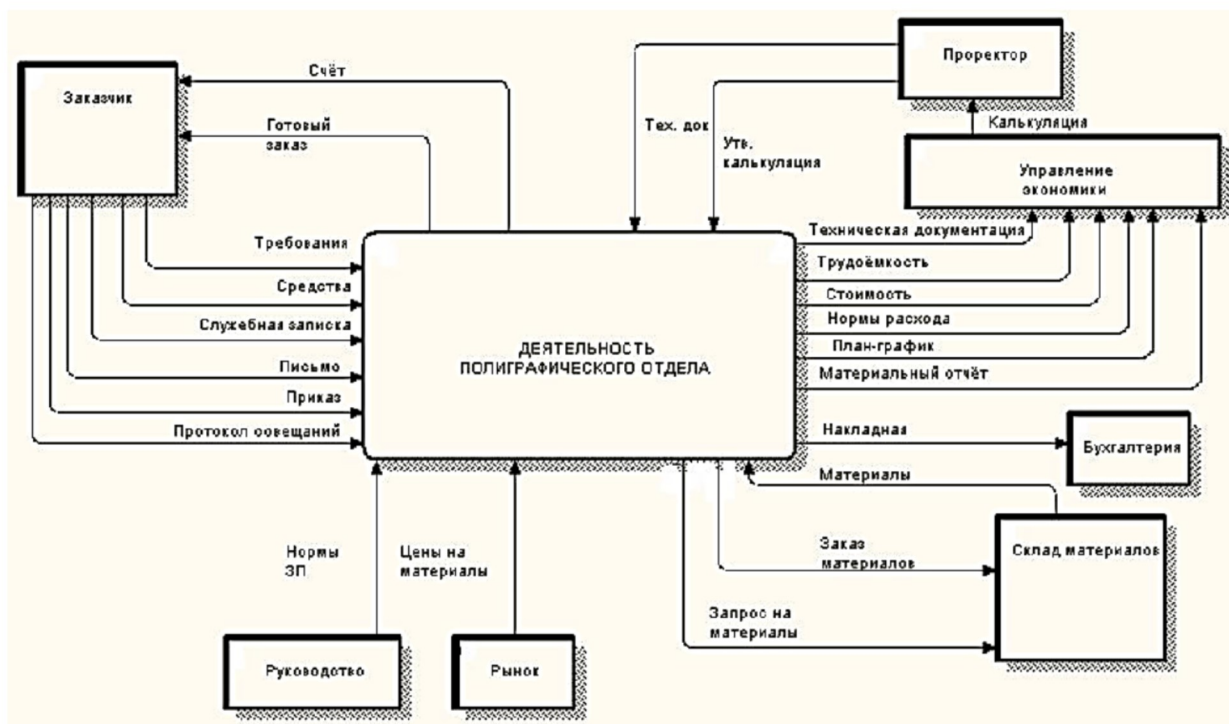 Проректор
Счёт
Заказчик
Калькуляция
Готовый
заказ
Тех. док
Утв.
калькуляция
Управление
экономики
Требования
Техническая документация
Трудоёмкость
Средства
Стоимость
Служебная записка
Нормы расхода
ДЕЯТЕЛЬНОСТЬ
ПОЛИГРАФИЧЕСКОГО ОТДЕЛА
План-график
Письмо
Материальный отчёт
Приказ
Протокол совещаний
Накладная
Бухгалтерия
Материалы
Нормы
ЗП
Цены на
материалы
Заказ
материалов
Склад материалов
Запрос на
материалы
Руководство
Рынок